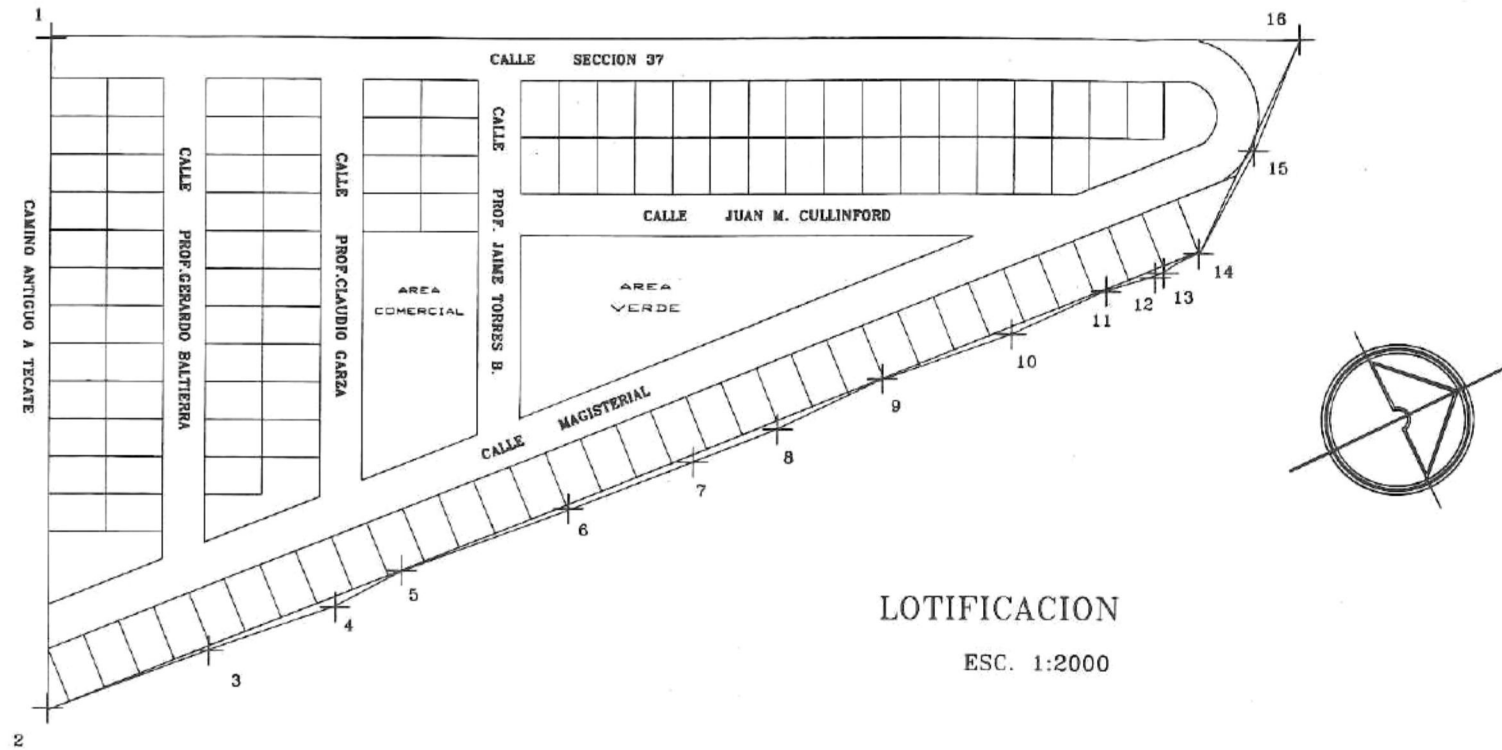 1
16
CALLE SECCION 37
CALLE PROF. GERARDO BALTIERRA
CALLE PROF.CLAUDIO GARZA
CALLE PROF. JAIME TORRES B.
CAMINO ANTIGUO A TECATE
CALLE JUAN M. CULLINFORD
15
14
13
12
11
10
AREA
COMERCIAL
AREA
VERDE
9
8
7
6
CALLE MAGISTERIAL
5
4
3
2
LOTIFICACION
ESC. 1:2000